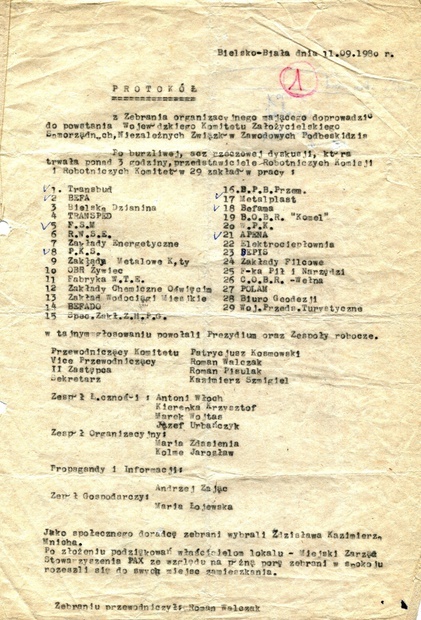 Bielsko-Biała dnia 11.09.1980 r.
1
PROTOKÓŁ
z Zebrania organizacyjnego mającego doprowadzić
do powstania Wojewódzkiego Komitetu Założycielskiego
Samorządnych, Niezależnych Związków Zawodowych Podbeskidzia
Po burzliwej, acz rzeczowej dyskusji, która
trwała ponad 3 godziny, przedstawiciele Robotniczych Komisji
i Robotniczych Komitetów 29 zakładów pracy:
1. Transbud
2 BEFA
3 Bielska Dzianina
4 TRANSPED
5 F.S.M
6 R.N.S.E.
7 Zakłady Energetyczne
8 P.K.S.
9 Zakłady Metalowe K,ty
10 OBR Żywiec
11 Fabryka W.T.E.
12 Zakłady Chemiczne Oświęcim
13 Zakład Wodociągi Miejskie
14 BEFADO
15 Spec.Zakł.Z.N.P.G.
16 B.P.B.Przem.
17 Metalplast
18 Befama
19 B.O.B.R. "Komel"
20 W.P.K.
21 APENA
22 Elektrociepłownia
23 BEPIS
24 Zakłady Filcowe
25 F-ka Pił i Narzędzi
26 C.O.B.R. -Wełna
27 POLAM
28 Biuro Geodezji
29 Woj.Przeds.Turystyczne
w tajnym głosowaniu powołali Prezydium oraz Zespoły robocze.
Przewodniczący Komitetu Patrycjusz Kosmowski
Vice Przewodniczący Roman Walczak
II Zastępca Roman Pisulak
Sekretarz Kazimierz Szmigiel
Zespół Łączności : Antoni Włoch
Kierenka Krzysztof
Marek Wojtas
Józef Urbańczyk
Zespół Organizacyjny:
Maria Zdasienia
Kolme Jarosław
Propagandy i Informacji:
Andrzej Zając
Zespół Gospodarczy:
Maria Łojewska
Jako społecznego doradcę zebrani wybrali Zdzisława Kazimierza
Mnicha.
Po złożeniu podziękowań właścicielom lokalu - Miejski Zarząd
Stowarzyszenia PAX ze względu na późną porę zebrani w spokoju
rozeszli się do swych miejsc zamieszkania.
Zebraniu przewodniczył: Roman Walczak